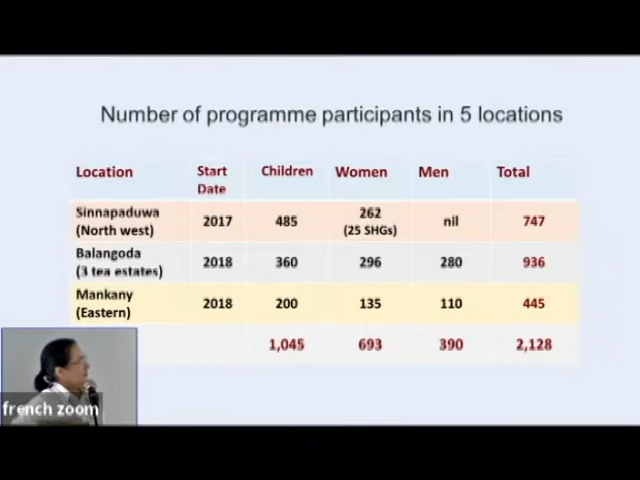 Number of programme participants in 5 locations
Location Start Date Children Women Men Total
Sinnapaduwa (North west) 2017 485 262 (25 SHGs) nil 747
Balangoda (3 tea estates) 2018 360 296 280 936
Mankany (Eastern) 2018 200 135 110 445
1,045 693 390 2,128
french zoom